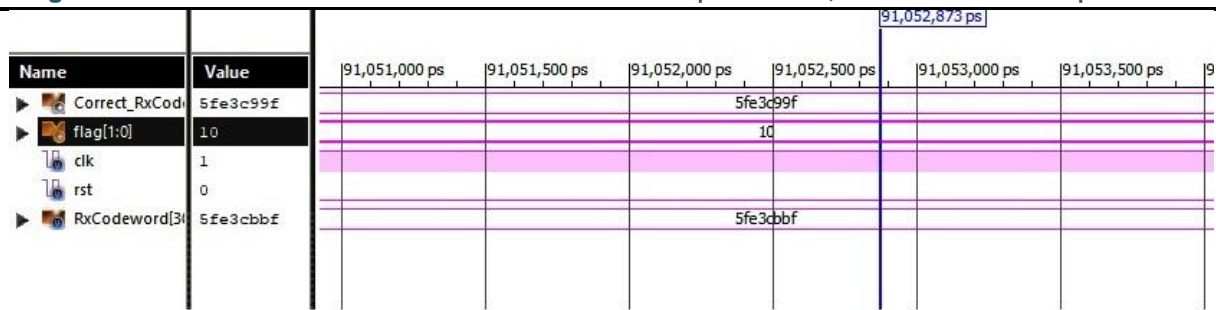 91,052,873 ps
Name Value 91,051,000 ps 91,051,500 ps 91,052,000 ps 91,052,500 ps 91,053,000 ps 91,053,500 ps 9
Correct_RxCod 5fe3c99f 5fe3c99f
flag[1:0] 10 10
clk 1
rst 0
RxCodeword[3 5fe3cbbf 5fe3cbbf